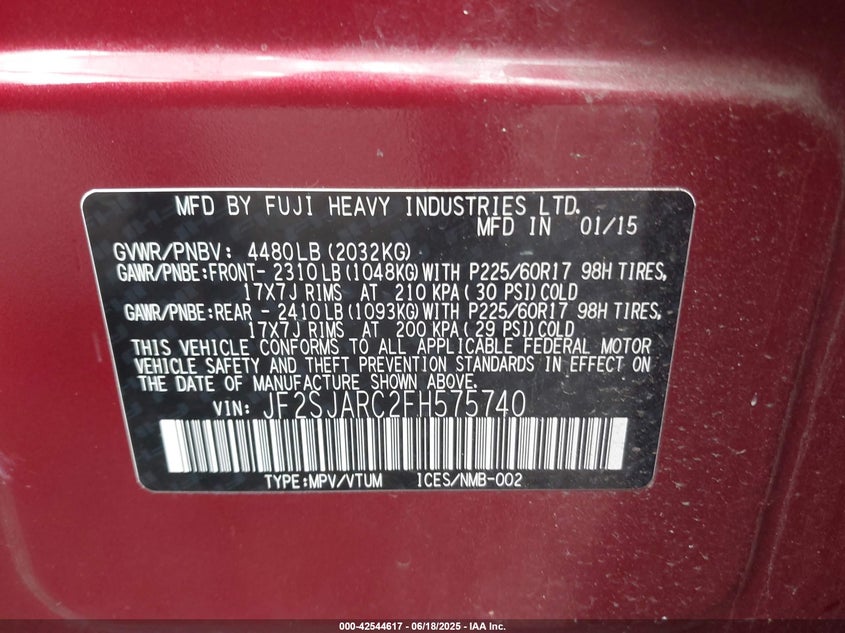 MFD BY FUJI HEAVY INDUSTRIES LTD.
MFD IN 01/15
GVWR/PNBV: 4480LB (2032KG)
GAWR/PNBE:FRONT- 2310LB (1048KG) WITH P225/60R17 98H TIRES,
17X7J RIMS AT 210 KPA( 30 PSI) COLD
GAWR/PNBE:REAR - 2410LB (1093KG) WITH P225/60R17 98H TIRES,
17X7J RIMS AT 200 KPA( 29 PSI) COLD
THIS VEHICLE CONFORMS TO ALL APPLICABLE FEDERAL MOTOR
VEHICLE SAFETY AND THEFT PREVENTION STANDARDS IN EFFECT ON
THE DATE OF MANUFACTURE SHOWN ABOVE.
VIN: JF2SJARC2FH575740
TYPE:MPV/VTUM ICES/NMB-002
000-42544617 - 06/18/2025 - IAA Inc.